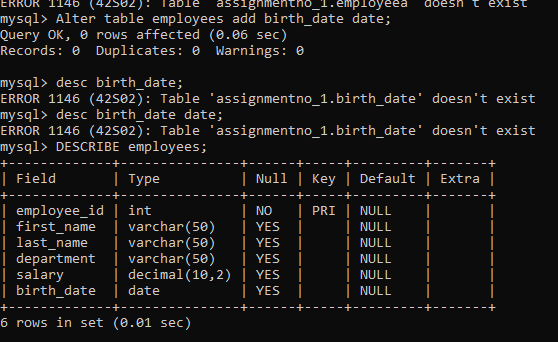 ERROR 1146 (42S02): Table 'assignmentno_1.employeea' doesn't exist
mysql> Alter table employees add birth_date date;
Query OK, 0 rows affected (0.06 sec)
Records: 0  Duplicates: 0  Warnings: 0

mysql> desc birth_date;
ERROR 1146 (42S02): Table 'assignmentno_1.birth_date' doesn't exist
mysql> desc birth_date date;
ERROR 1146 (42S02): Table 'assignmentno_1.birth_date' doesn't exist
mysql> DESCRIBE employees;
+-------------+---------------+------+-----+---------+-------+
| Field       | Type          | Null | Key | Default | Extra |
+-------------+---------------+------+-----+---------+-------+
| employee_id | int           | NO   | PRI | NULL    |       |
| first_name  | varchar(50)   | YES  |     | NULL    |       |
| last_name   | varchar(50)   | YES  |     | NULL    |       |
| department  | varchar(50)   | YES  |     | NULL    |       |
| salary      | decimal(10,2) | YES  |     | NULL    |       |
| birth_date  | date          | YES  |     | NULL    |       |
+-------------+---------------+------+-----+---------+-------+
6 rows in set (0.01 sec)